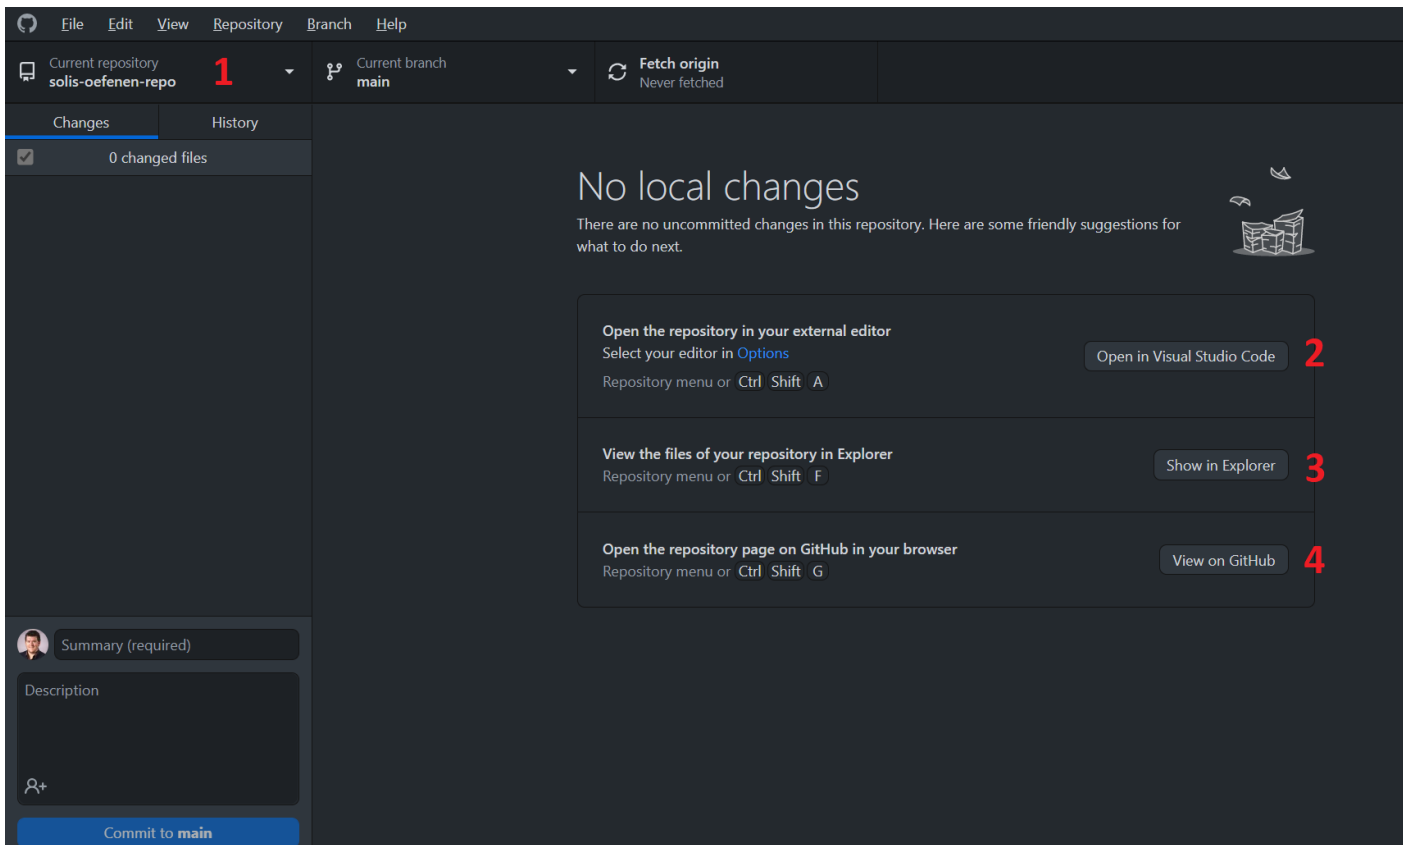 File Edit View Repository Branch Help
Current repository
solis-oefenen-repo
1
Current branch
main
Fetch origin
Never fetched
Changes History
0 changed files
No local changes
There are no uncommitted changes in this repository. Here are some friendly suggestions for
what to do next.
Open the repository in your external editor
Select your editor in Options
Repository menu or Ctrl Shift A
Open in Visual Studio Code
2
View the files of your repository in Explorer
Repository menu or Ctrl Shift F
Show in Explorer
3
Open the repository page on GitHub in your browser
Repository menu or Ctrl Shift G
View on GitHub
4
Summary (required)
Description
Commit to main